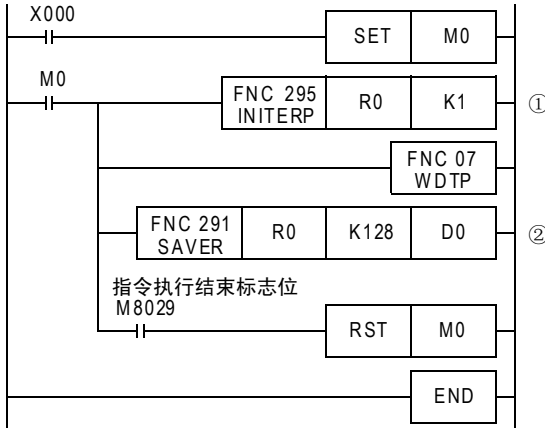 X000
SET M0
M0
FNC 295 INITERP R0 K1 ①
FNC 07 WDTP
FNC 291 SAVER R0 K128 D0 ②
指令执行结束标志位
M8029
RST M0
END